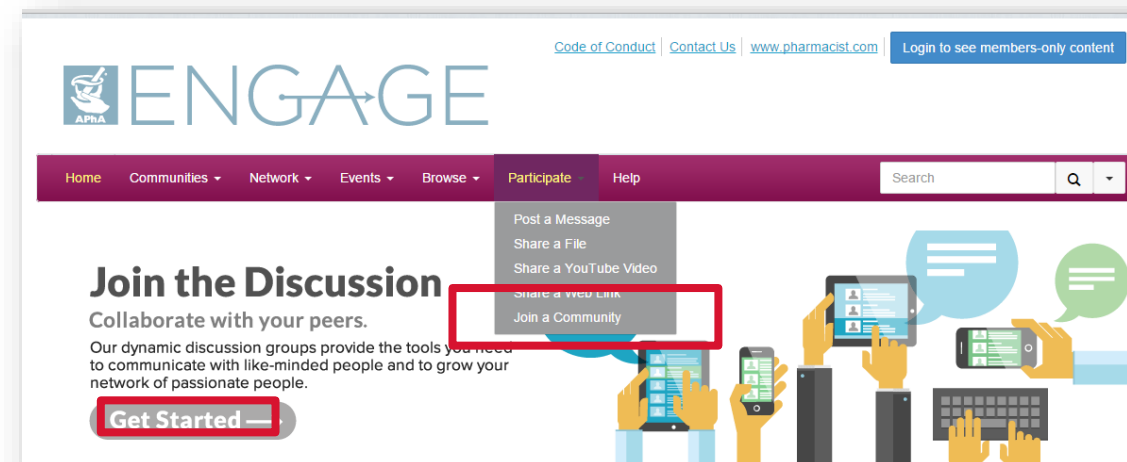 Code of Conduct Contact Us www.pharmacist.com Login to see members-only content
APhA ENGAGE
Home Communities Network Events Browse Participate Help Search
Post a Message
Share a File
Share a YouTube Video
Share a Web Link
Join a Community
Join the Discussion
Collaborate with your peers.
Our dynamic discussion groups provide the tools you need
to communicate with like-minded people and to grow your
network of passionate people.
Get Started